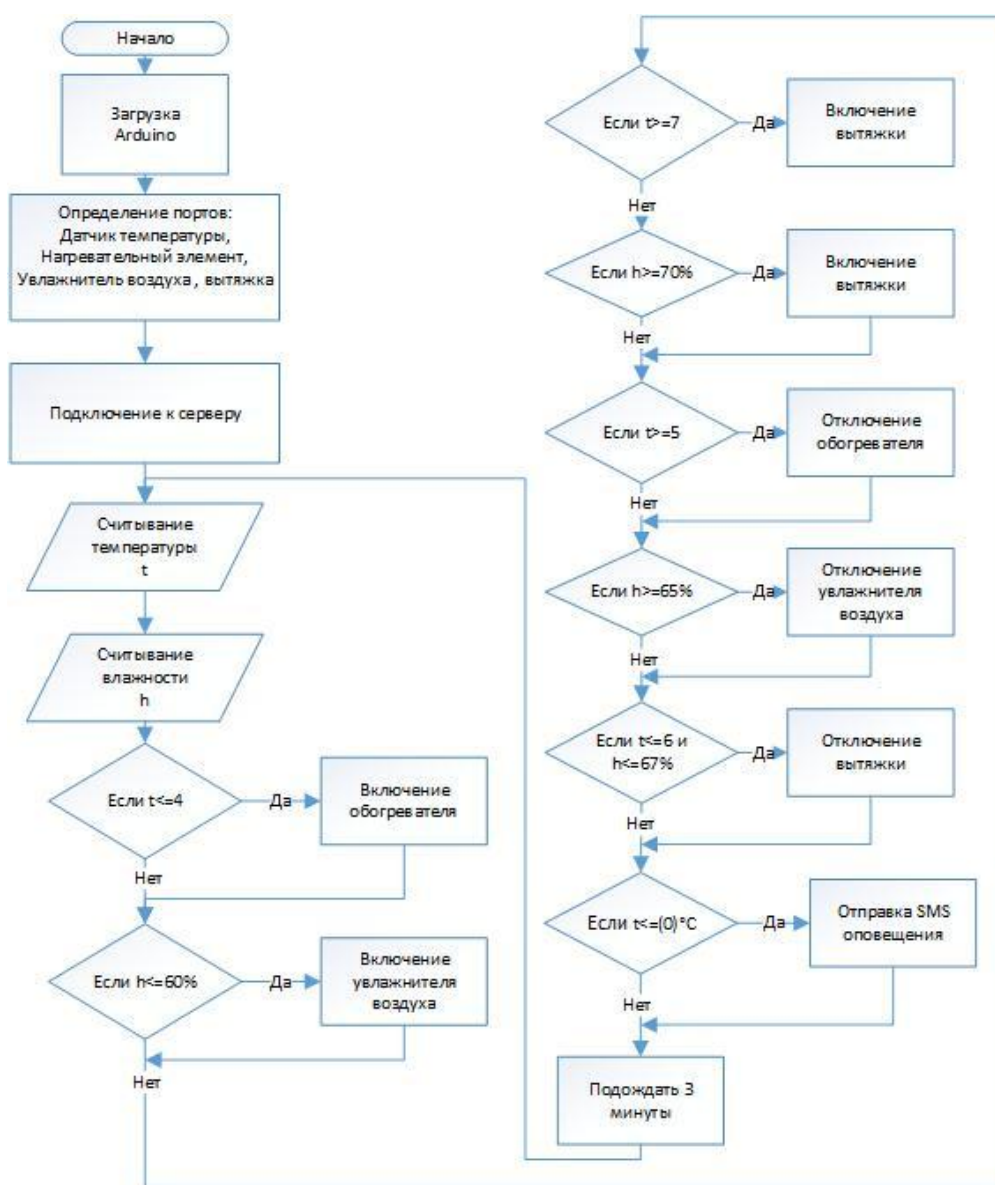 Начало
Загрузка
Arduino
Определение портов:
Датчик температуры,
Нагревательный элемент,
Увлажнитель воздуха , вытяжка
Подключение к серверу
Считывание
температуры
t
Считывание
влажности
h
Если t<=4
Да
Включение
обогревателя
Нет
Если h<=60%
Да
Включение
увлажнителя
воздуха
Нет
Если t>=7
Да
Включение
вытяжки
Нет
Если h>=70%
Да
Включение
вытяжки
Нет
Если t>=5
Да
Отключение
обогревателя
Нет
Если h>=65%
Да
Отключение
увлажнителя
воздуха
Нет
Если t<=6 и
h<=67%
Да
Отключение
вытяжки
Нет
Если t<=(0)°C
Да
Отправка SMS
оповещения
Нет
Подождать 3
минуты